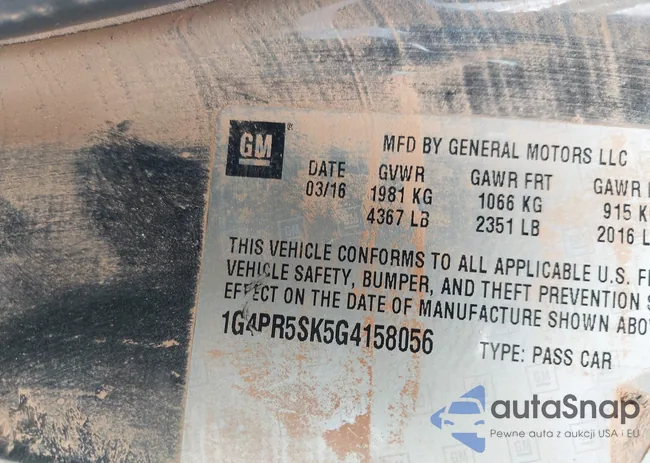 GM
MFD BY GENERAL MOTORS LLC
DATE GVWR GAWR FRT GAWR
03/16 1981 KG 1066 KG 915
4367 LB 2351 LB 2016
THIS VEHICLE CONFORMS TO ALL APPLICABLE U.S.
VEHICLE SAFETY, BUMPER, AND THEFT PREVENTION
EFFECT ON THE DATE OF MANUFACTURE SHOWN
1G4PR5SK5G4158056
TYPE: PASS CAR
autaSnap
Pewne auta z aukcji USA i EU